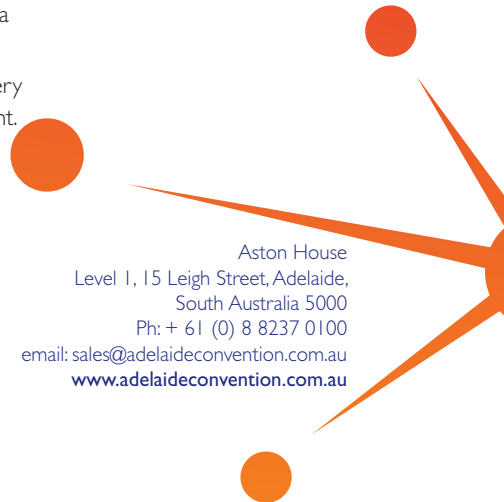 a
ery
nt.
Aston House
Level 1, 15 Leigh Street, Adelaide,
South Australia 5000
Ph: + 61 (0) 8 8237 0100
email: sales@adelaideconvention.com.au
www.adelaideconvention.com.au